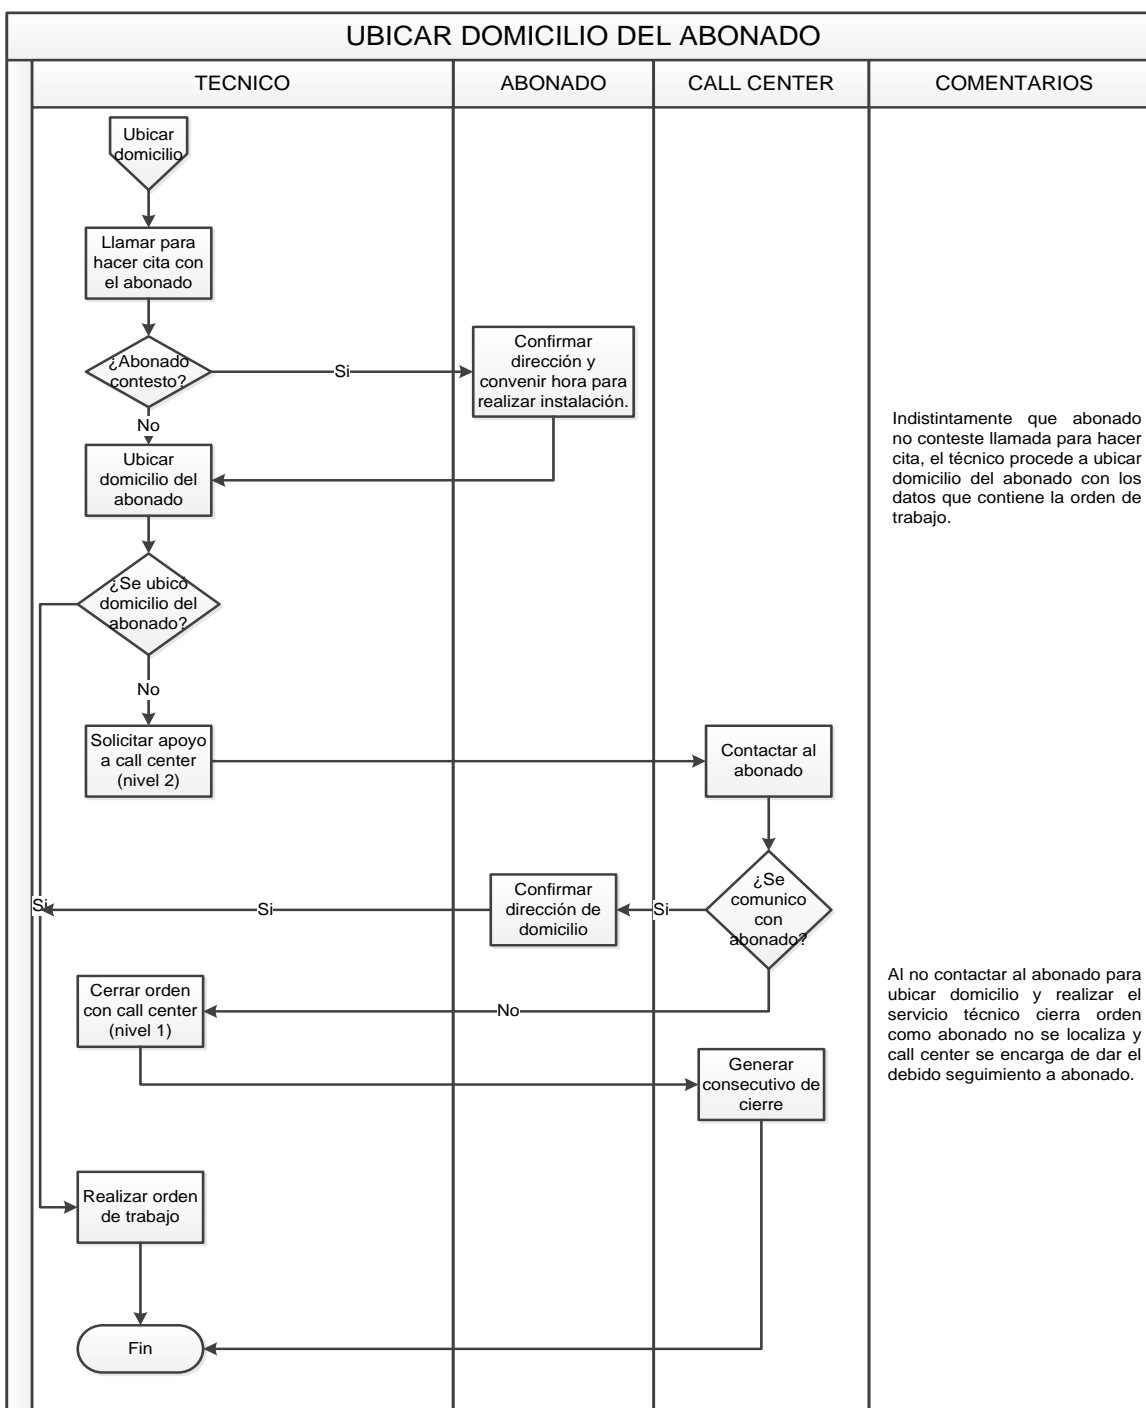 UBICAR DOMICILIO DEL ABONADO
TECNICO
ABONADO
CALL CENTER
COMENTARIOS
Ubicar
domicilio
Llamar para
hacer cita con
el abonado
¿Abonado
contesto?
Si
Confirmar
dirección y
convenir hora para
realizar instalación.
No
Ubicar
domicilio del
abonado
Indistintamente que abonado
no conteste llamada para hacer
cita, el técnico procede a ubicar
domicilio del abonado con los
datos que contiene la orden de
trabajo.
¿Se ubicó
domicilio del
abonado?
No
Solicitar apoyo
a call center
(nivel 2)
Contactar al
abonado
¿Se
comunico
con
abonado?
Si
Confirmar
dirección de
domicilio
Si
Si
No
Cerrar orden
con call center
(nivel 1)
Al no contactar al abonado para
ubicar domicilio y realizar el
servicio técnico cierra orden
como abonado no se localiza y
call center se encarga de dar el
debido seguimiento a abonado.
Generar
consecutivo de
cierre
Realizar orden
de trabajo
Fin